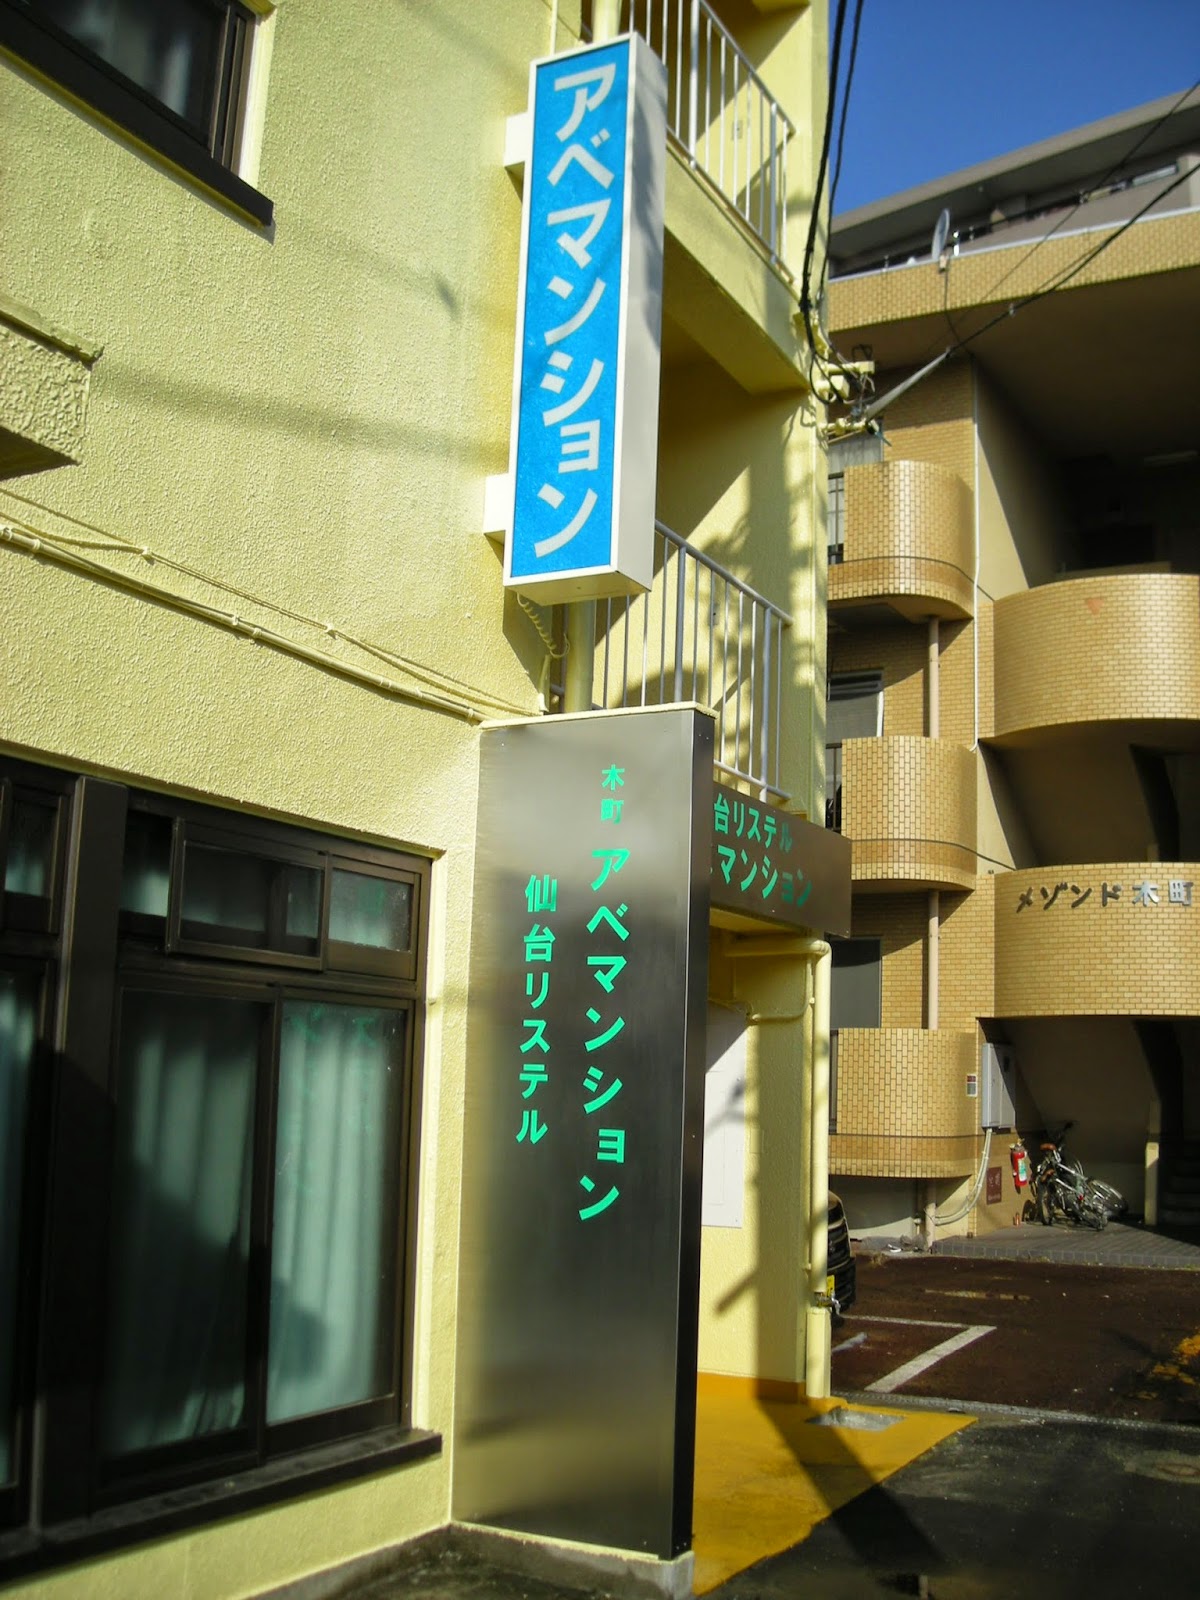 アベマンション
木町
アベマンション
仙台リステル
台リステル
マンション
メゾンド木町